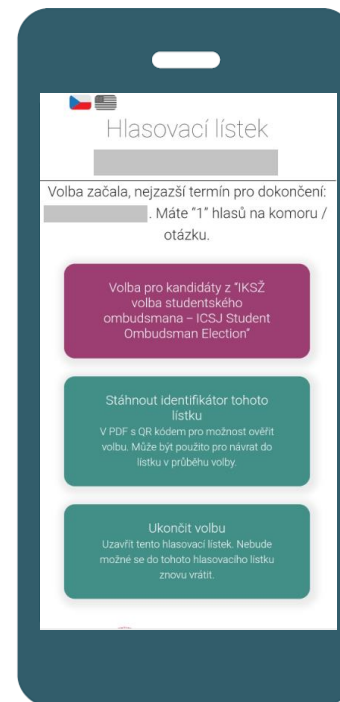 Hlasovací lístek
Volba začala, nejzazší termín pro dokončení:
. Máte “1” hlasů na komoru /
otázku.
Volba pro kandidáty z “IKSŽ
volba studentského
ombudsmana – ICSJ Student
Ombudsman Election”
Stáhnout identifikátor tohoto
lístku
V PDF s QR kódem pro možnost ověřit
volbu. Může být použito pro návrat do
lístku v průběhu volby.
Ukončit volbu
Uzavřít tento hlasovací lístek. Nebude
možné se do tohoto hlasovacího lístku
znovu vrátit.